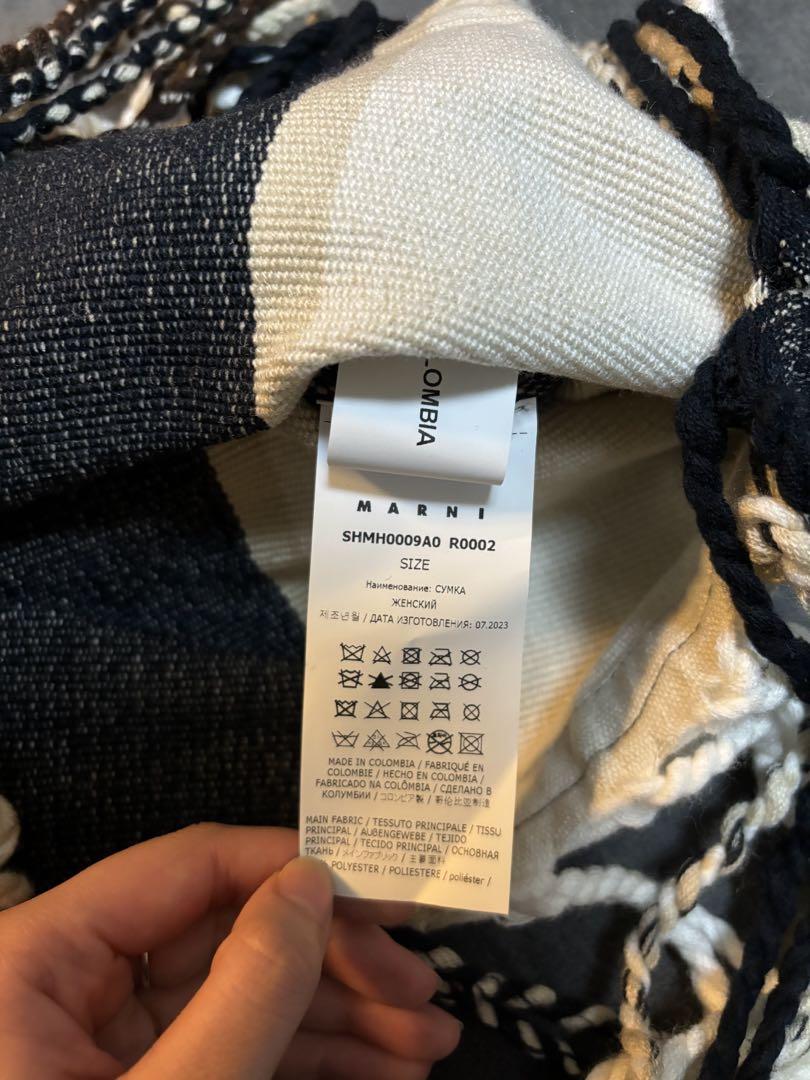 LOMBIA
MARNI
SHMH0009A0 R0002
SIZE
Наименование: СУМКА
ЖЕНСКИЙ
제조년월 / ДАТА ИЗГОТОВЛЕНИЯ: 07.2023
MADE IN COLOMBIA / FABRIQUÉ EN
COLOMBIE / HECHO EN COLOMBIA /
FABRICADO NA COLÔMBIA / СДЕЛАНО В
КОЛУМБИИ / コロンビア製 / 哥伦比亚制造
MAIN FABRIC / TESSUTO PRINCIPALE / TISSU
PRINCIPAL / AUßENGEWEBE / TEJIDO
PRINCIPAL / TECIDO PRINCIPAL / ОСНОВНАЯ
ТКАНЬ / メインファブリック / 主要面料
% POLYESTER / POLIESTERE / poliéster /